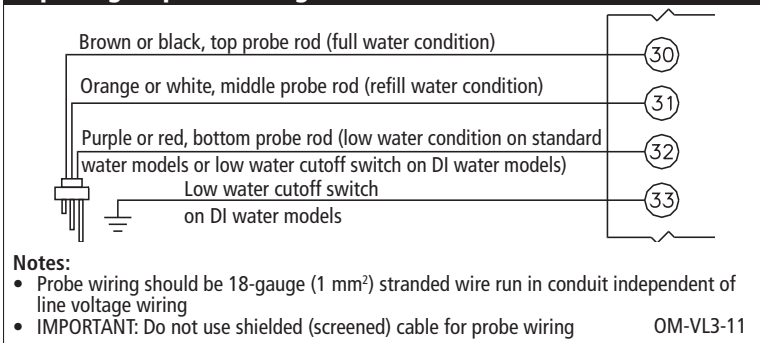 Brown or black, top probe rod (full water condition)
30
Orange or white, middle probe rod (refill water condition)
31
Purple or red, bottom probe rod (low water condition on standard
32
water models or low water cutoff switch on DI water models)
Low water cutoff switch
33
on DI water models
Notes:
• Probe wiring should be 18-gauge (1 mm²) stranded wire run in conduit independent of
line voltage wiring
• IMPORTANT: Do not use shielded (screened) cable for probe wiring
OM-VL3-11